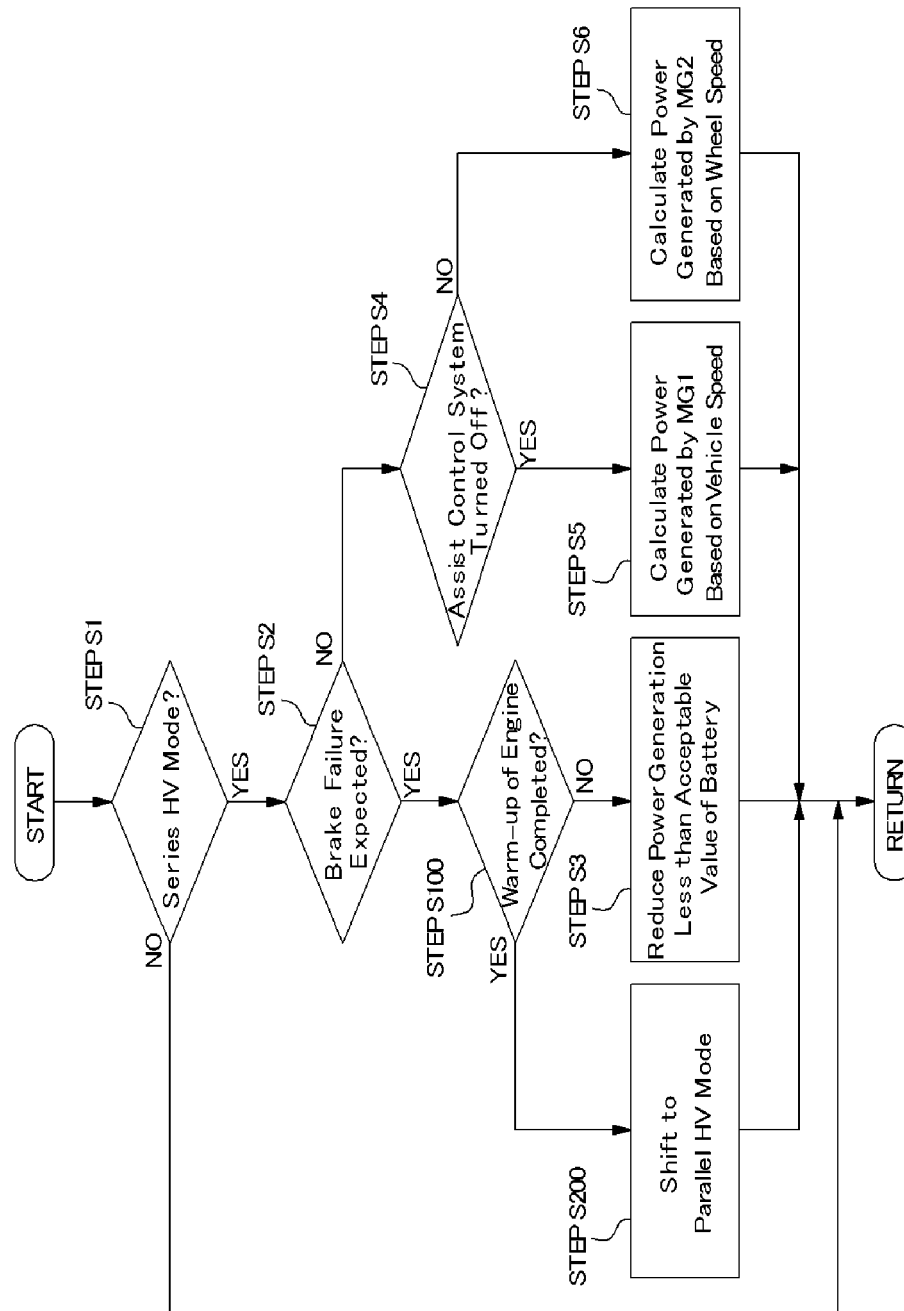 START
STEP S1
Series HV Mode?
NO
YES
STEP S2
Brake Failure
Expected?
NO
YES
STEP S4
Assist Control System
Turned Off?
NO
YES
STEP S100
Warm-up of Engine
Completed?
YES
NO
STEP S200
Shift to
Parallel HV Mode
STEP S3
Reduce Power Generation
Less than Acceptable
Value of Battery
STEP S5
Calculate Power
Generated by MG1
Based on Vehicle Speed
STEP S6
Calculate Power
Generated by MG2
Based on Wheel Speed
RETURN